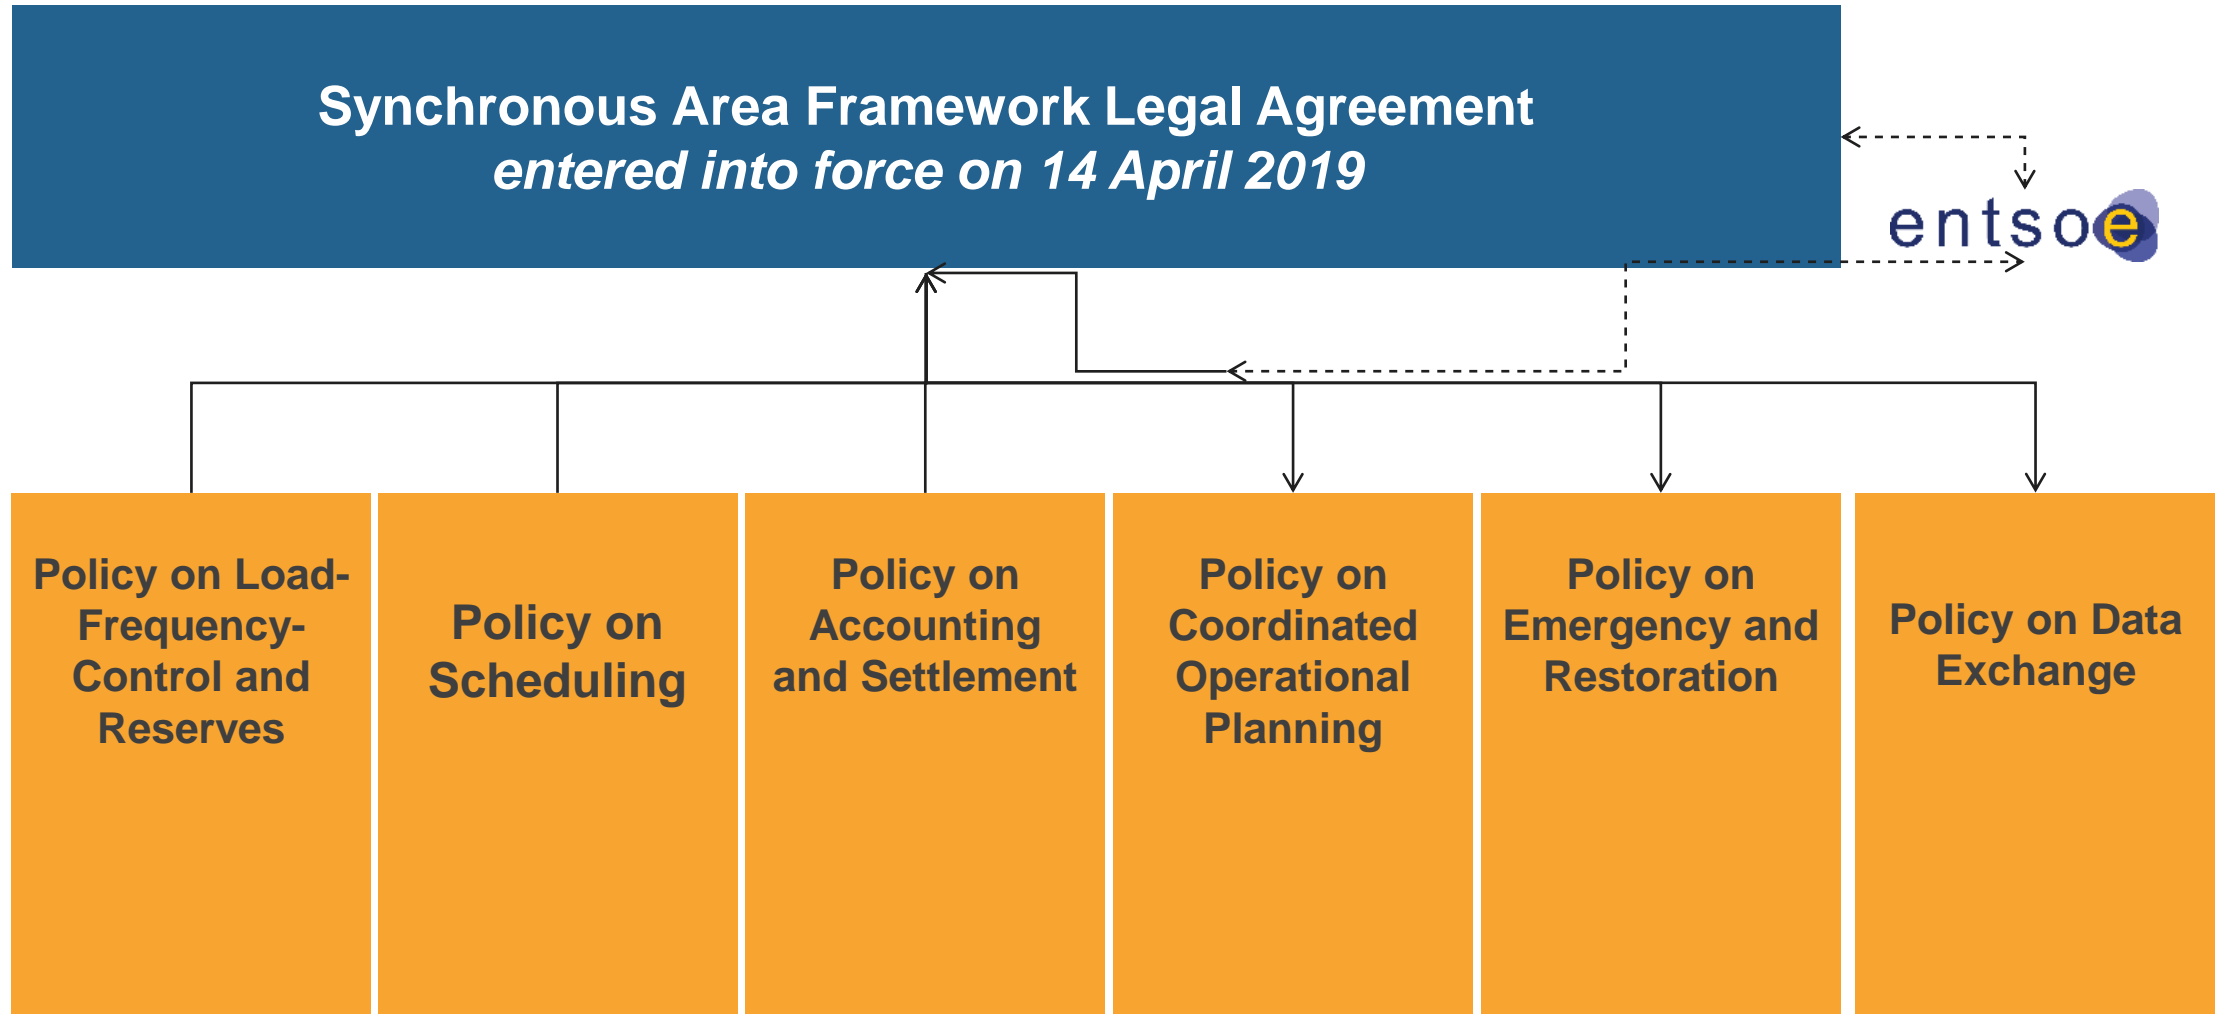 Synchronous Area Framework Legal Agreement
entered into force on 14 April 2019
entsoe
Policy on Load-
Frequency-
Control and
Reserves
Policy on
Scheduling
Policy on
Accounting
and Settlement
Policy on
Coordinated
Operational
Planning
Policy on
Emergency and
Restoration
Policy on Data
Exchange